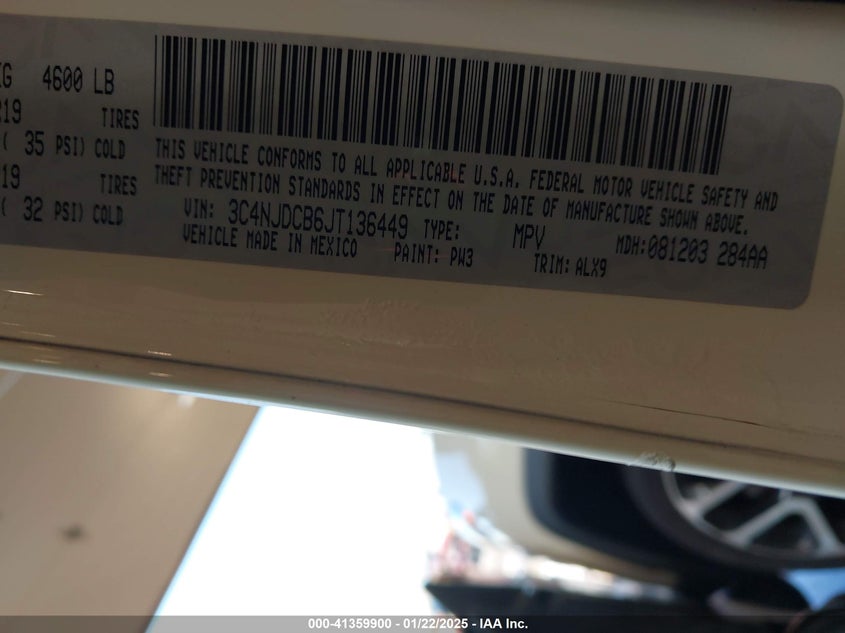 KG 4600 LB
R19 TIRES
( 35 PSI) COLD
19 TIRES
( 32 PSI) COLD
THIS VEHICLE CONFORMS TO ALL APPLICABLE U.S.A. FEDERAL MOTOR VEHICLE SAFETY AND
THEFT PREVENTION STANDARDS IN EFFECT ON THE DATE OF MANUFACTURE SHOWN ABOVE.
VIN: 3C4NJDCB6JT136449 TYPE: MPV MDH:081203 284AA
VEHICLE MADE IN MEXICO PAINT: PW3 TRIM: ALX9
000-41359900 - 01/22/2025 - IAA Inc.